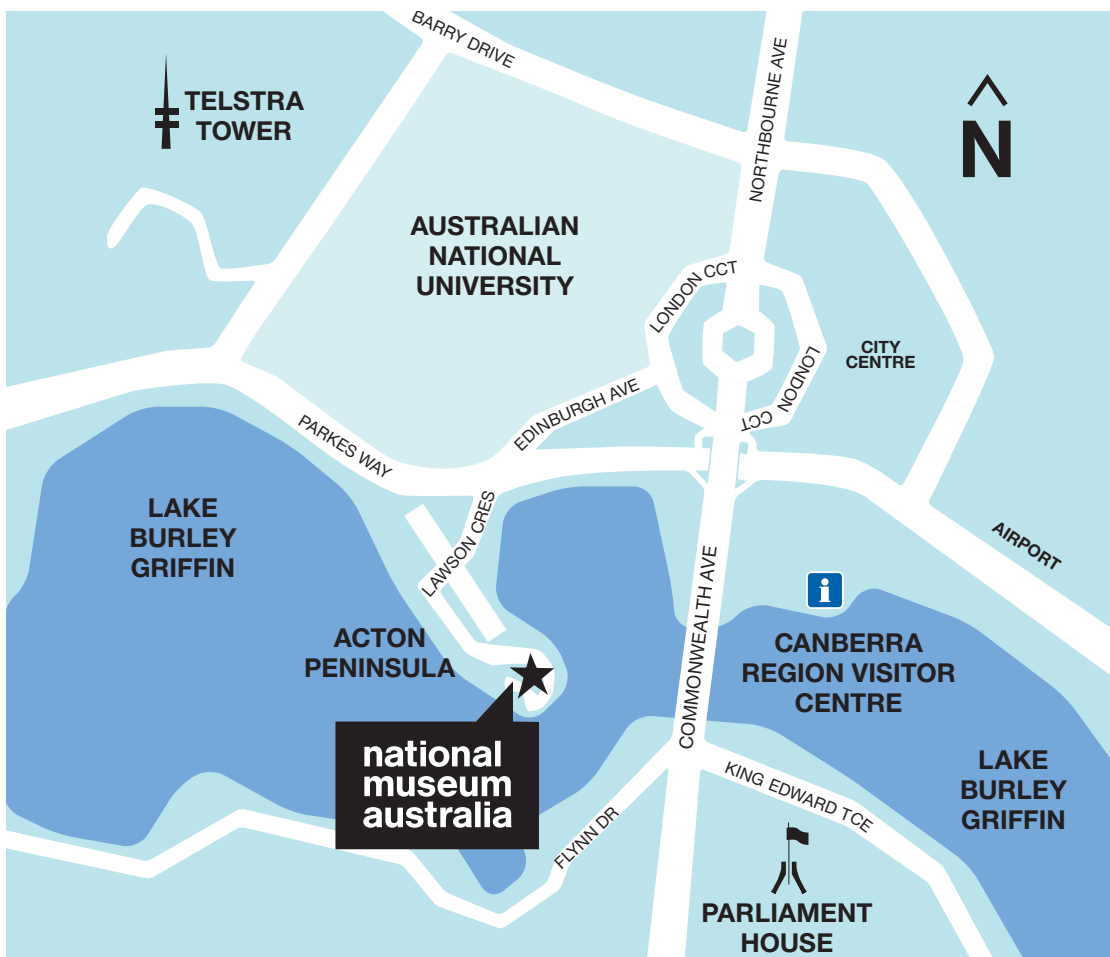 BARRY DRIVE
NORTHBOURNE AVE
TELSTRA
TOWER
N
AUSTRALIAN
NATIONAL
UNIVERSITY
LONDON CCT
CITY
CENTRE
LONDON CCT
EDINBURGH AVE
PARKES WAY
LAKE
BURLEY
GRIFFIN
LAWSON CRES
AIRPORT
i
ACTON
PENINSULA
COMMONWEALTH AVE
CANBERRA
REGION VISITOR
CENTRE
national
museum
australia
KING EDWARD TCE
LAKE
BURLEY
GRIFFIN
FLYNN DR
PARLIAMENT
HOUSE